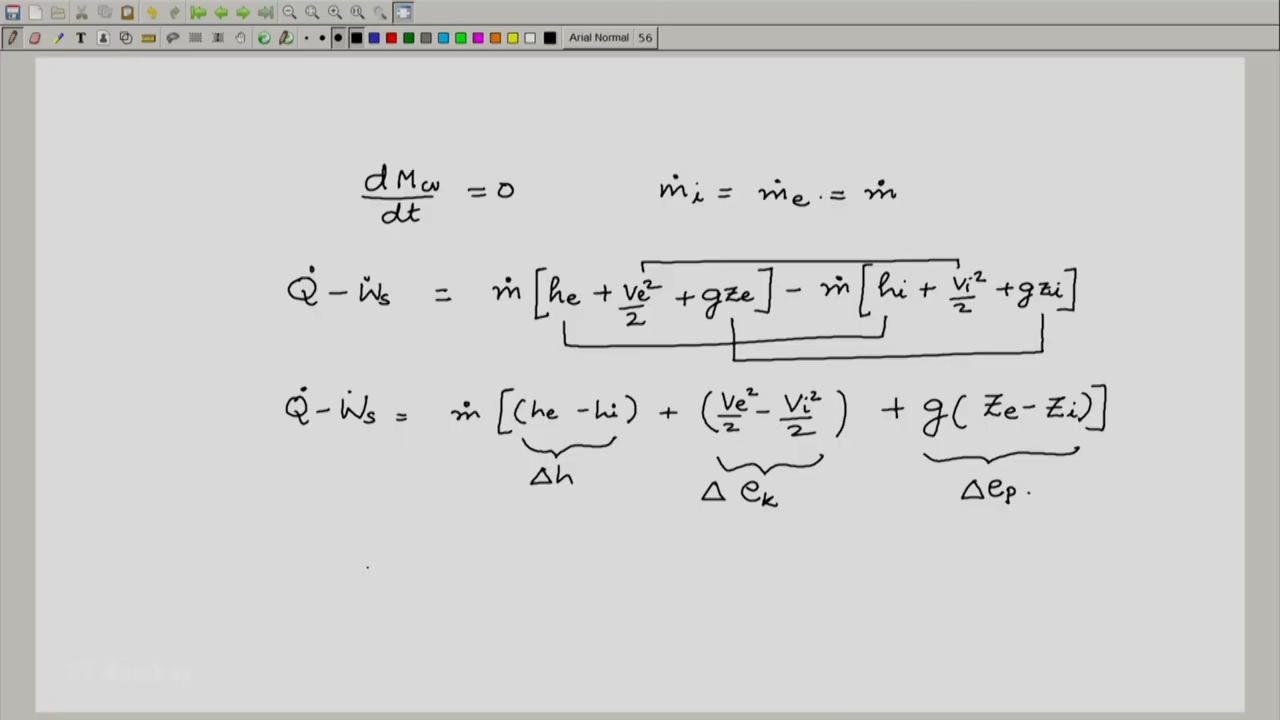 Arial Normal 56
dM_cv/dt = 0    ṁ_i = ṁ_e . = ṁ
Q̇ - Ẇ_s = ṁ [h_e + V_e²/2 + gz_e] - ṁ [h_i + V_i²/2 + gz_i]
Q̇ - Ẇ_s = ṁ [(h_e - h_i) + (V_e²/2 - V_i²/2) + g(Z_e - Z_i)]
Δh    Δe_k    Δe_p.